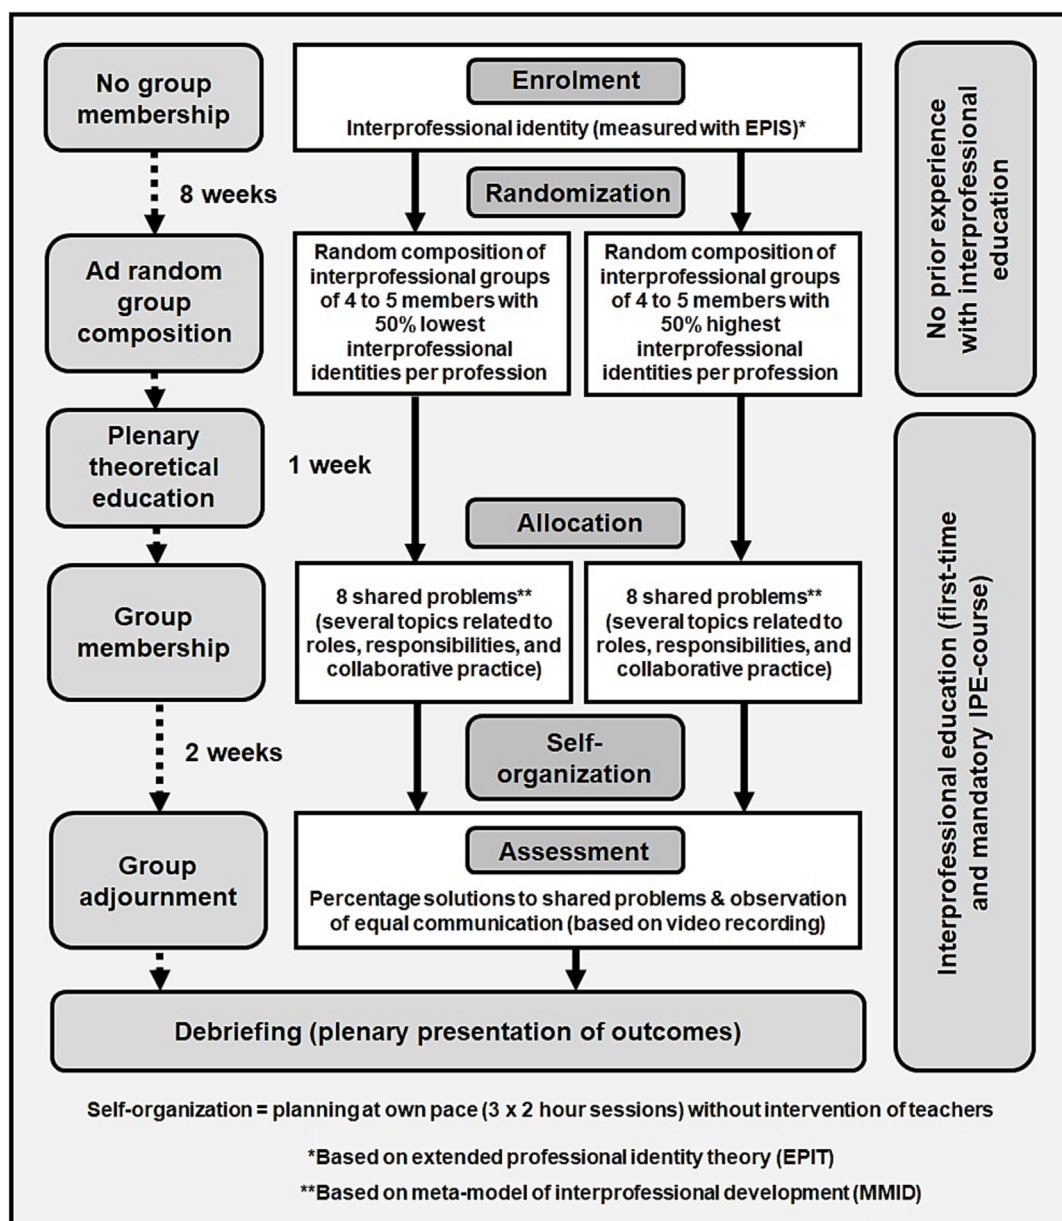 No group
membership
8 weeks
Ad random
group
composition
Plenary
theoretical
education
1 week
Group
membership
2 weeks
Group
adjournment
Enrolment
Interprofessional identity (measured with EPIS)*
Randomization
Random composition of
interprofessional groups
of 4 to 5 members with
50% lowest
interprofessional
identities per profession
Random composition of
interprofessional groups
of 4 to 5 members with
50% highest
interprofessional
identities per profession
Allocation
8 shared problems**
(several topics related to
roles, responsibilities, and
collaborative practice)
8 shared problems**
(several topics related to
roles, responsibilities, and
collaborative practice)
Self-
organization
Assessment
Percentage solutions to shared problems & observation
of equal communication (based on video recording)
Debriefing (plenary presentation of outcomes)
No prior experience
with interprofessional
education
Interprofessional education (first-time
and mandatory IPE-course)
Self-organization = planning at own pace (3 x 2 hour sessions) without intervention of teachers
*Based on extended professional identity theory (EPIT)
**Based on meta-model of interprofessional development (MMID)